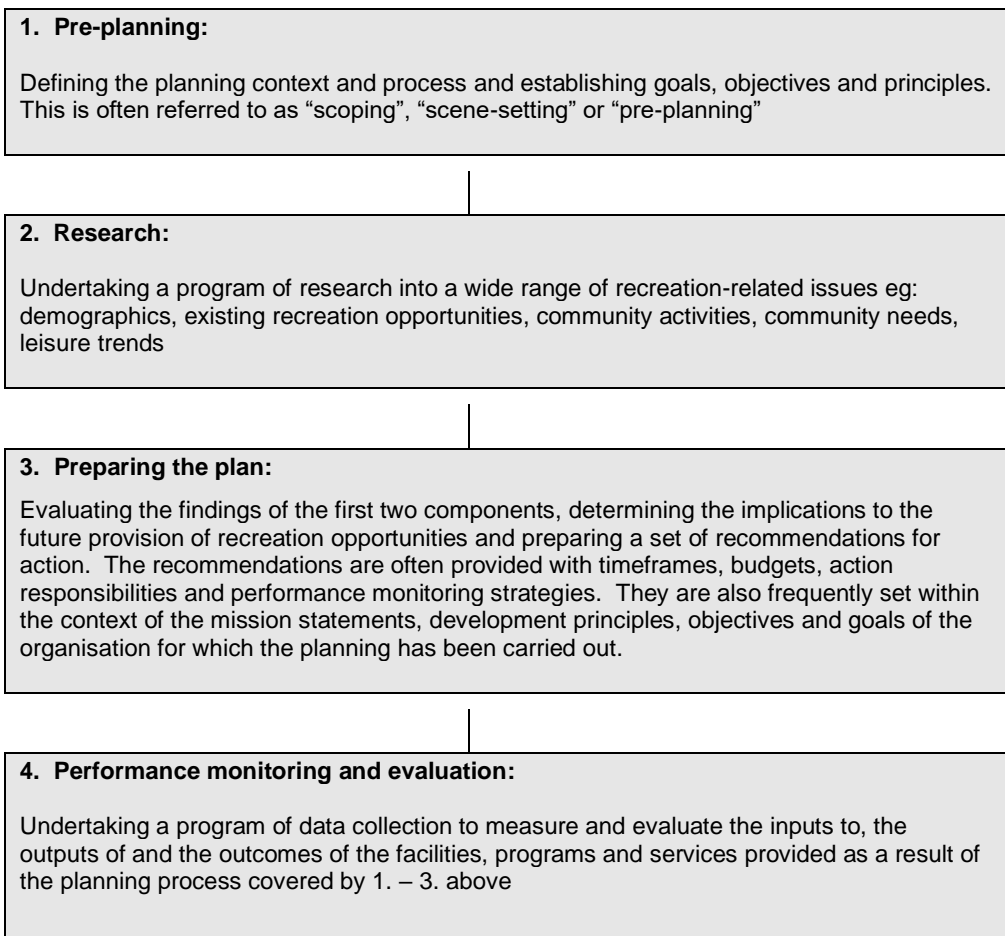 1. Pre-planning:
Defining the planning context and process and establishing goals, objectives and principles.
This is often referred to as “scoping”, “scene-setting” or “pre-planning”
2. Research:
Undertaking a program of research into a wide range of recreation-related issues eg:
demographics, existing recreation opportunities, community activities, community needs,
leisure trends
3. Preparing the plan:
Evaluating the findings of the first two components, determining the implications to the
future provision of recreation opportunities and preparing a set of recommendations for
action. The recommendations are often provided with timeframes, budgets, action
responsibilities and performance monitoring strategies. They are also frequently set within
the context of the mission statements, development principles, objectives and goals of the
organisation for which the planning has been carried out.
4. Performance monitoring and evaluation:
Undertaking a program of data collection to measure and evaluate the inputs to, the
outputs of and the outcomes of the facilities, programs and services provided as a result of
the planning process covered by 1. – 3. above